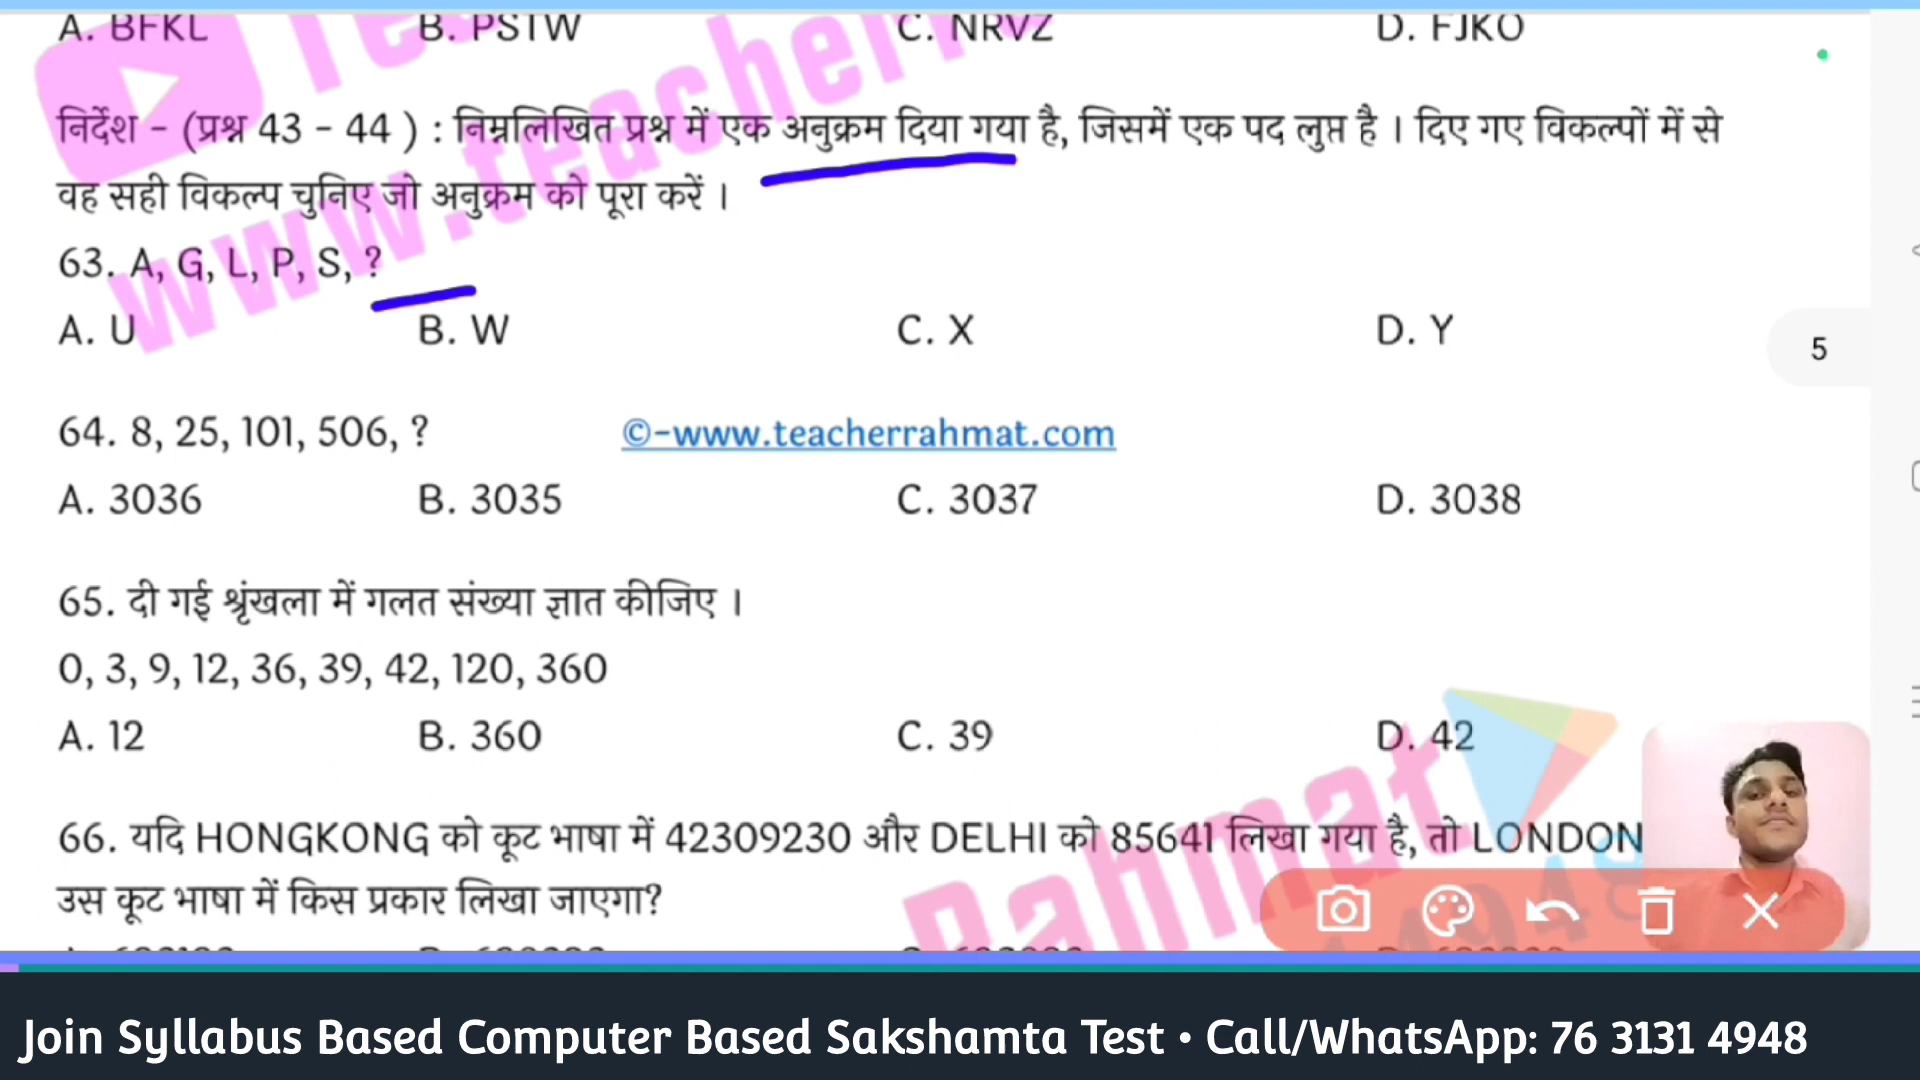 A. BFKL B. PSTW C. NRVZ D. FJKO
निर्देश - (प्रश्न 43 - 44 ) : निम्नलिखित प्रश्न में एक अनुक्रम दिया गया है, जिसमें एक पद लुप्त है । दिए गए विकल्पों में से
वह सही विकल्प चुनिए जो अनुक्रम को पूरा करें ।
63. A, G, L, P, S, ?
A. U B. W C. X D. Y
5
64. 8, 25, 101, 506, ? ©-www.teacherrahmat.com
A. 3036 B. 3035 C. 3037 D. 3038
65. दी गई श्रृंखला में गलत संख्या ज्ञात कीजिए ।
0, 3, 9, 12, 36, 39, 42, 120, 360
A. 12 B. 360 C. 39 D. 42
66. यदि HONGKONG को कूट भाषा में 42309230 और DELHI को 85641 लिखा गया है, तो LONDON
उस कूट भाषा में किस प्रकार लिखा जाएगा?
www.teacherr
Rahmat
Join Syllabus Based Computer Based Sakshamta Test • Call/WhatsApp: 76 3131 4948